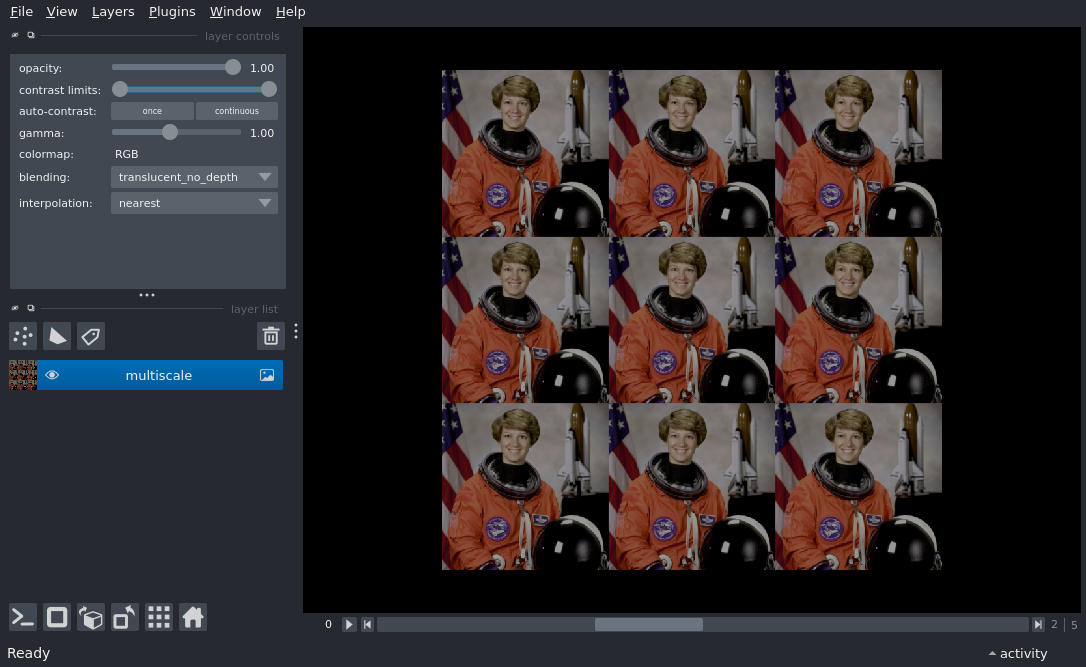 File View Layers Plugins Window Help
layer controls
opacity: 1.00
contrast limits:
auto-contrast: once continuous
gamma: 1.00
colormap: RGB
blending: translucent_no_depth
interpolation: nearest
layer list
multiscale
0 2 5
Ready activity